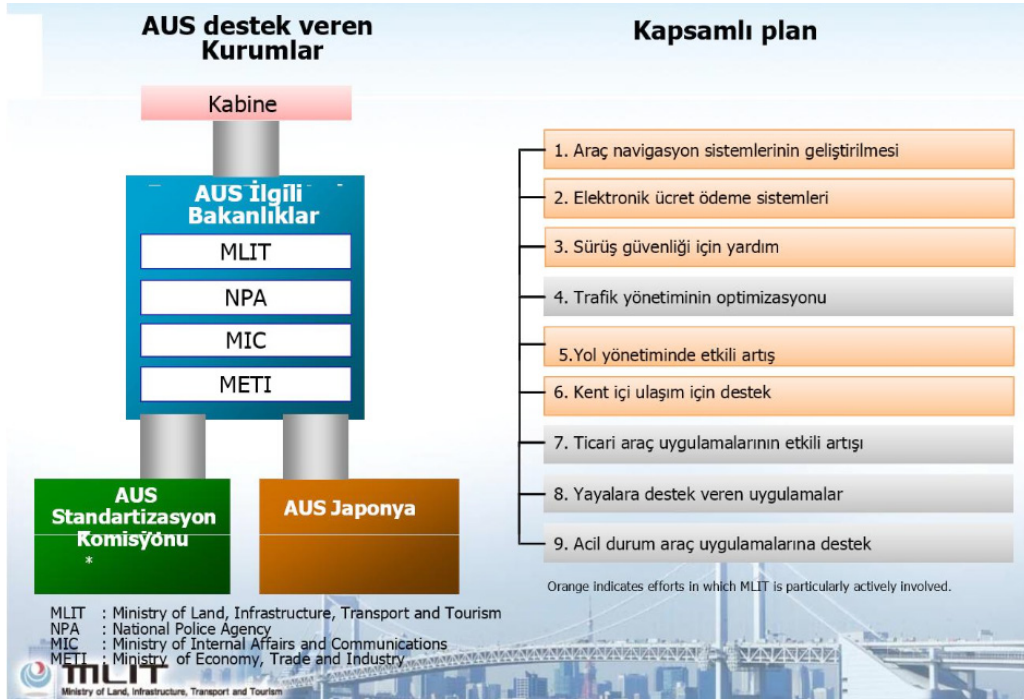 AUS destek veren
Kurumlar
Kabine
AUS İlgili
Bakanlıklar
MLIT
NPA
MIC
METI
AUS
Standartizasyon
Komisyonu
*
AUS Japonya
Kapsamlı plan
1. Araç navigasyon sistemlerinin geliştirilmesi
2. Elektronik ücret ödeme sistemleri
3. Sürüş güvenliği için yardım
4. Trafik yönetiminin optimizasyonu
5.Yol yönetiminde etkili artış
6. Kent içi ulaşım için destek
7. Ticari araç uygulamalarının etkili artışı
8. Yayalara destek veren uygulamalar
9. Acil durum araç uygulamalarına destek
Orange indicates efforts in which MLIT is particularly actively involved.
MLIT : Ministry of Land, Infrastructure, Transport and Tourism
NPA : National Police Agency
MIC : Ministry of Internal Affairs and Communications
METI : Ministry of Economy, Trade and Industry
MLIT
Ministry of Land, Infrastructure, Transport and Tourism